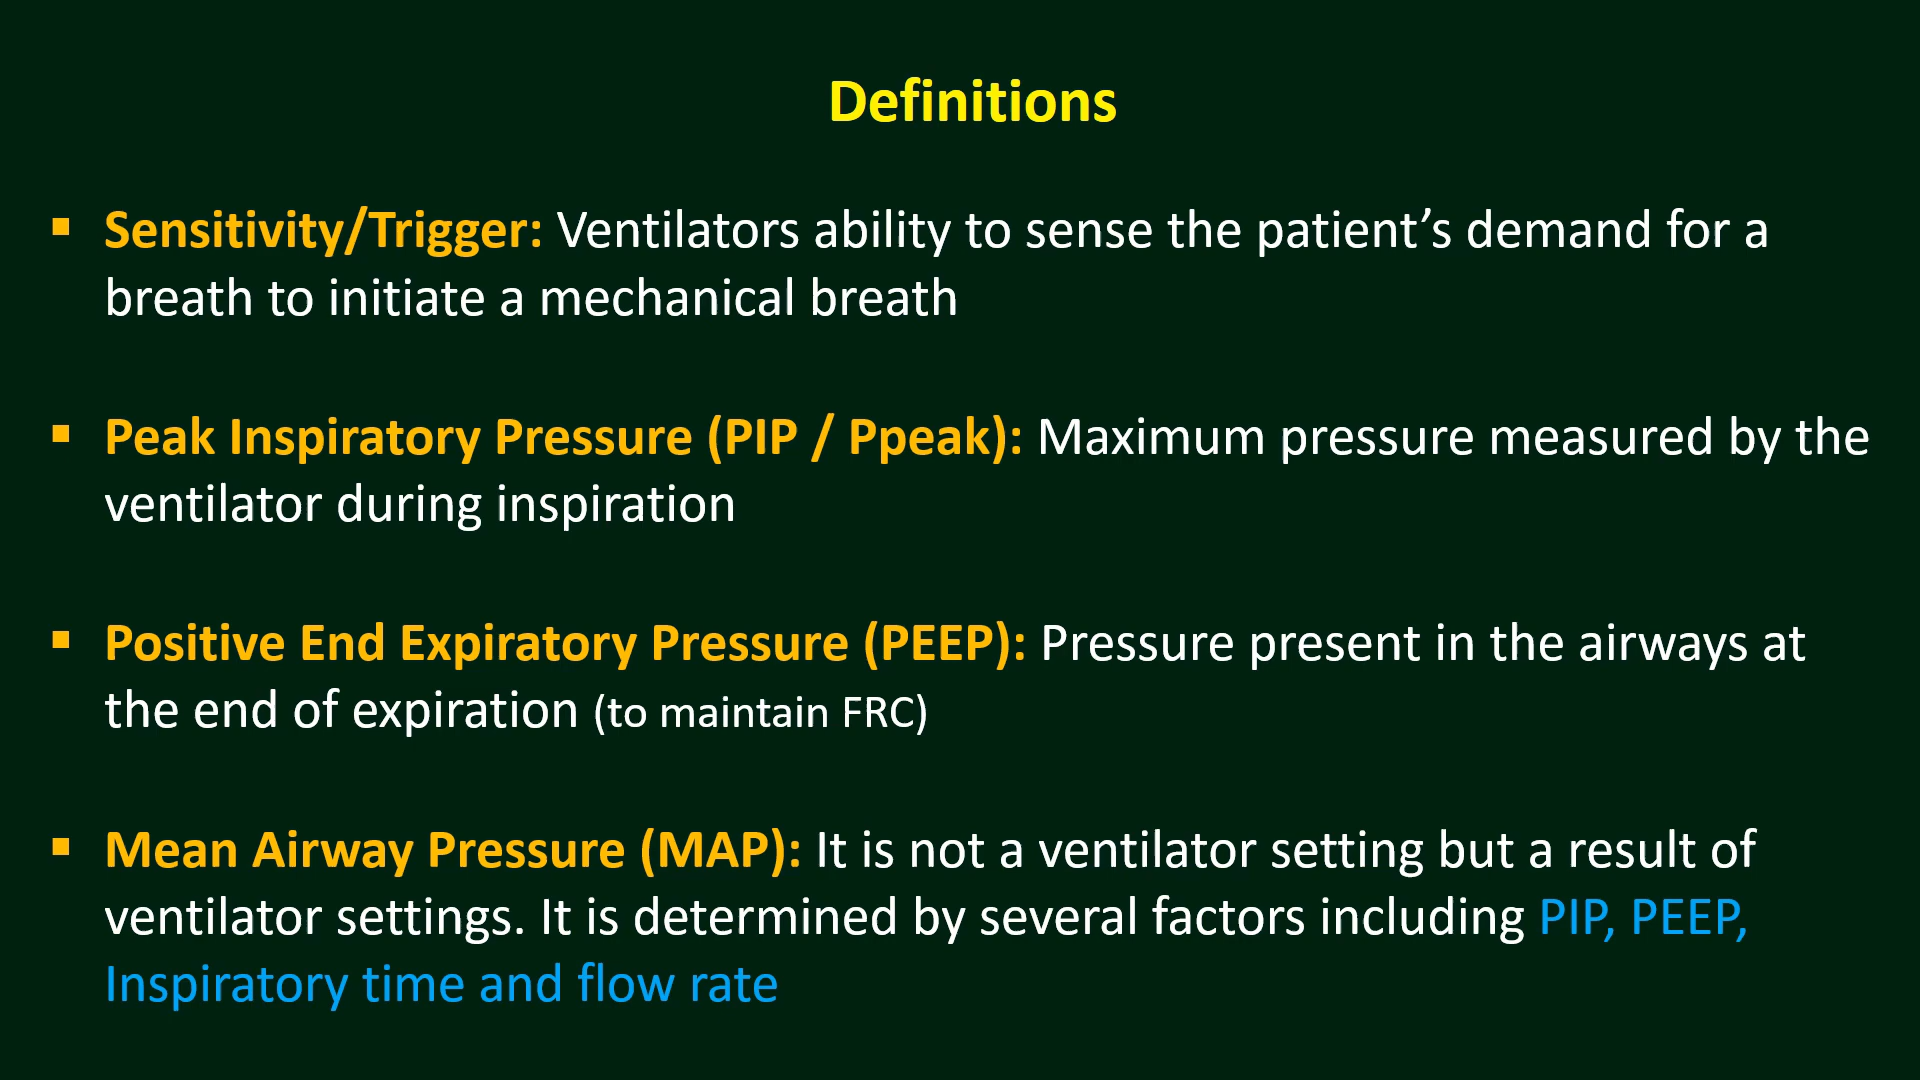 Definitions
▪ Sensitivity/Trigger: Ventilators ability to sense the patient’s demand for a
breath to initiate a mechanical breath
▪ Peak Inspiratory Pressure (PIP / Ppeak): Maximum pressure measured by the
ventilator during inspiration
▪ Positive End Expiratory Pressure (PEEP): Pressure present in the airways at
the end of expiration (to maintain FRC)
▪ Mean Airway Pressure (MAP): It is not a ventilator setting but a result of
ventilator settings. It is determined by several factors including PIP, PEEP,
Inspiratory time and flow rate